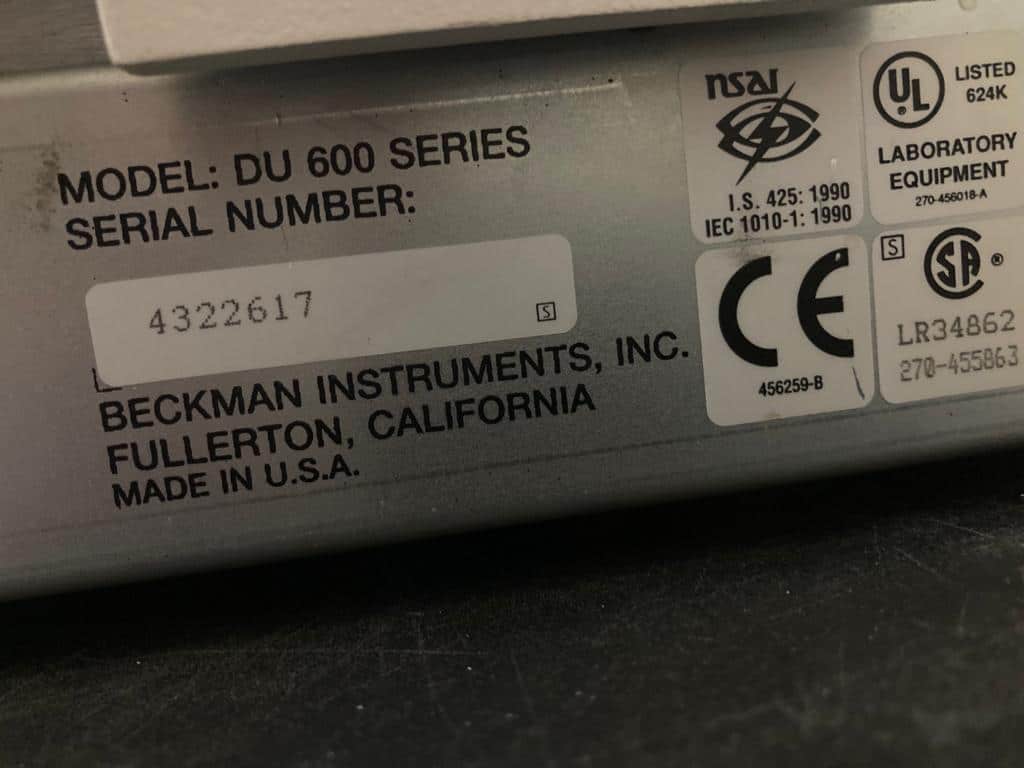 MODEL: DU 600 SERIES
SERIAL NUMBER:
4322617
S
BECKMAN INSTRUMENTS, INC.
FULLERTON, CALIFORNIA
MADE IN U.S.A.
nsai
I.S. 425: 1990
IEC 1010-1: 1990
UL
LISTED
624K
LABORATORY
EQUIPMENT
270-456018-A
CE
456259-B
S
SA ®
LR34862
270-455863